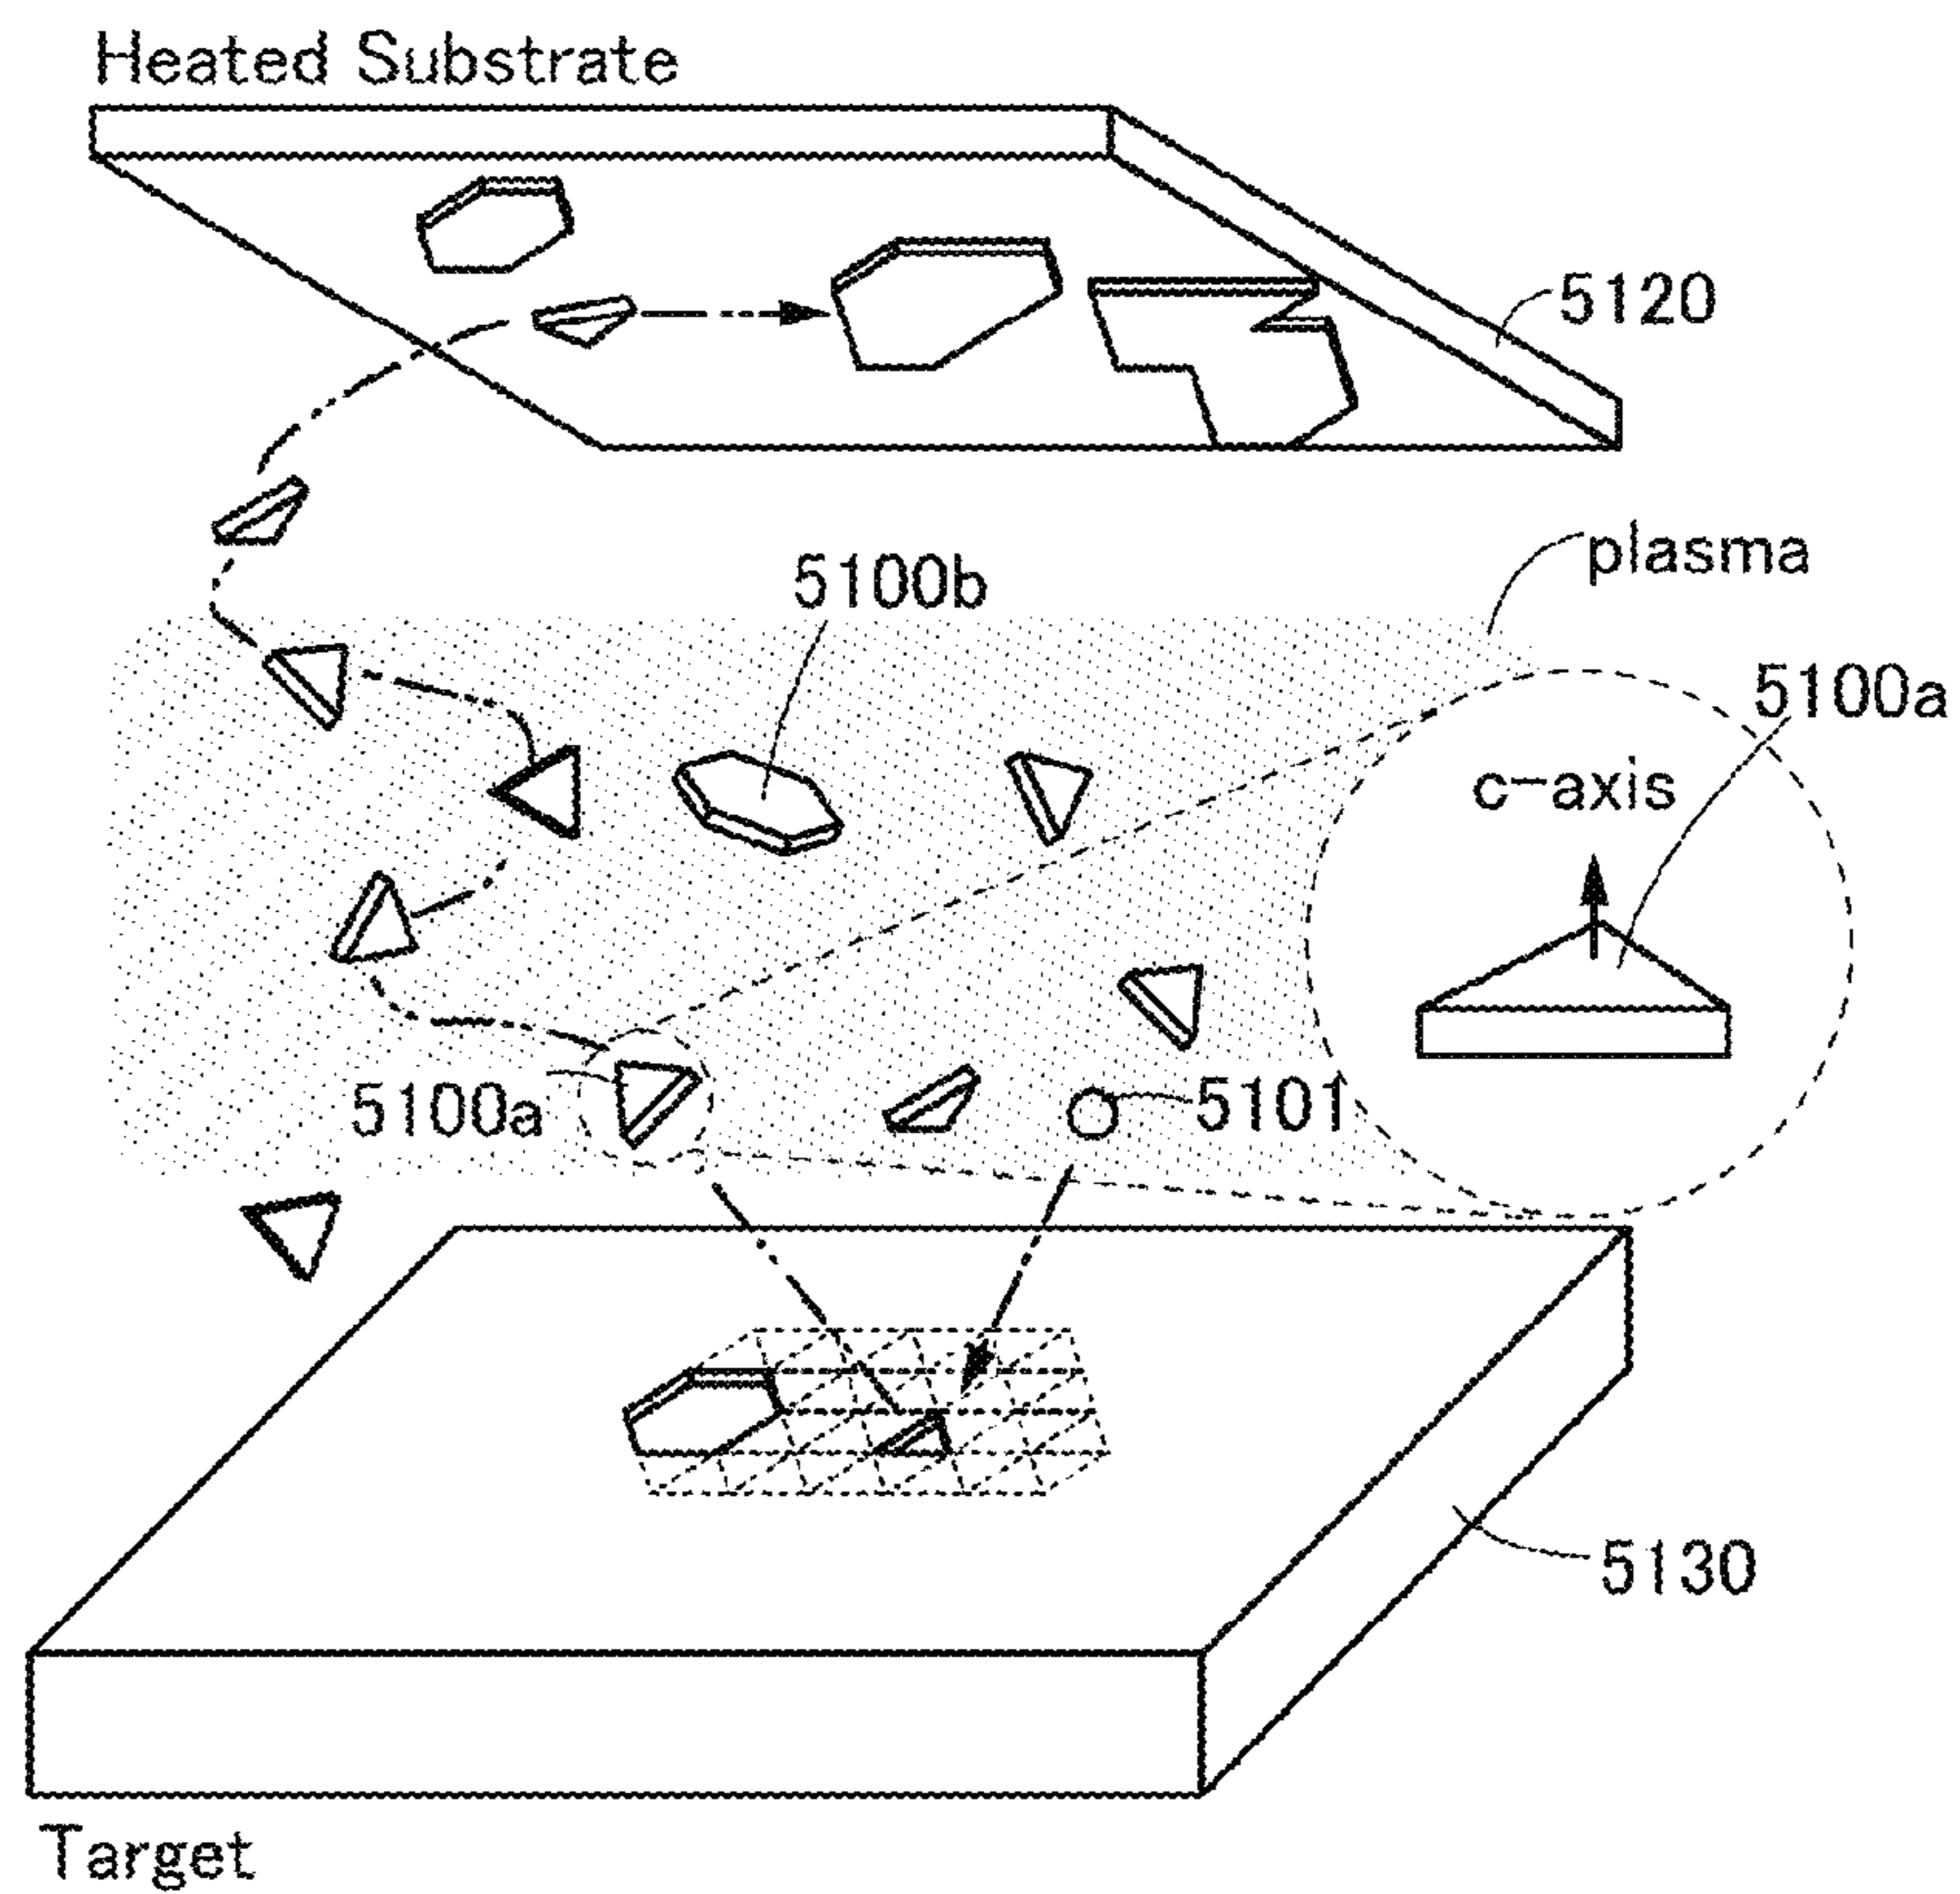 Heated Substrate
5120
plasma
5100b
5100a
c-axis
5100a
5101
5130
Target